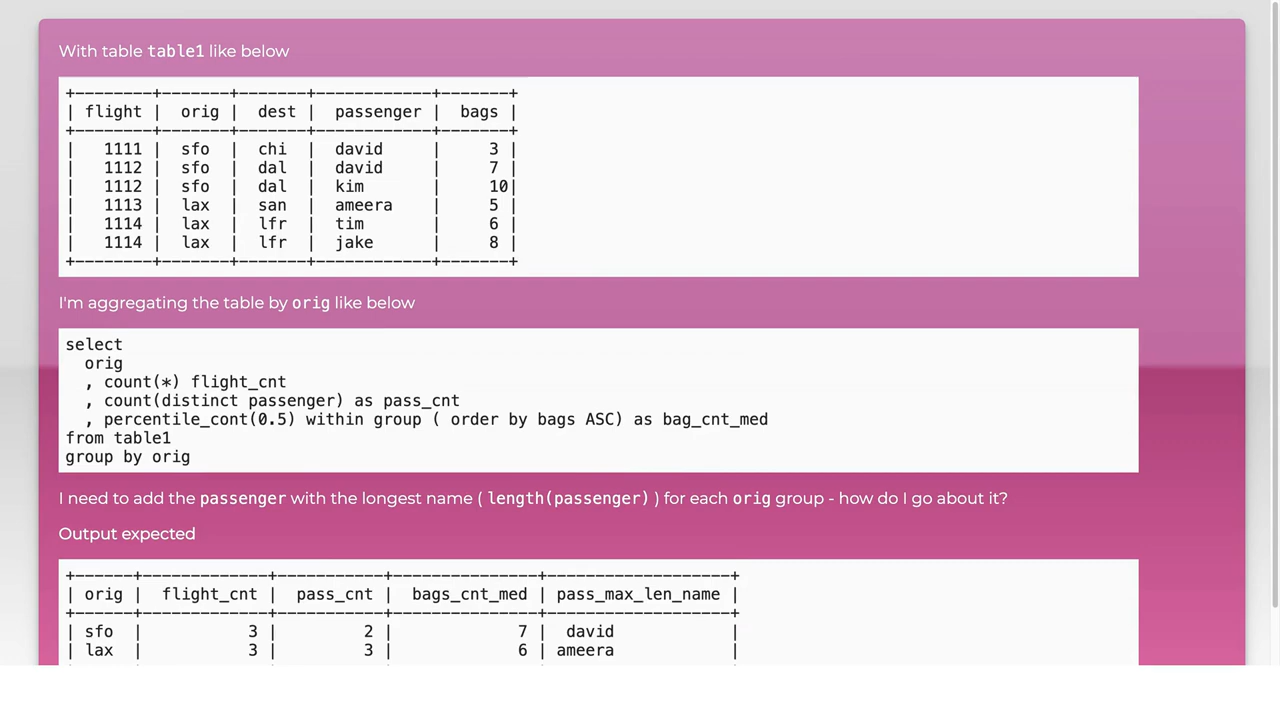 With table table1 like below
+--------+-------+-------+------------+-------+
| flight |  orig |  dest |  passenger |  bags |
+--------+-------+-------+------------+-------+
|   1111 |  sfo  |  chi  |  david     |     3 |
|   1112 |  sfo  |  dal  |  david     |     7 |
|   1112 |  sfo  |  dal  |  kim       |     10|
|   1113 |  lax  |  san  |  ameera    |     5 |
|   1114 |  lax  |  lfr  |  tim       |     6 |
|   1114 |  lax  |  lfr  |  jake      |     8 |
+--------+-------+-------+------------+-------+
I'm aggregating the table by orig like below
select
  orig
  , count(*) flight_cnt
  , count(distinct passenger) as pass_cnt
  , percentile_cont(0.5) within group ( order by bags ASC) as bag_cnt_med
from table1
group by orig
I need to add the passenger with the longest name ( length(passenger) ) for each orig group - how do I go about it?
Output expected
+------+-------------+-----------+---------------+-------------------+
| orig |  flight_cnt |  pass_cnt |  bags_cnt_med | pass_max_len_name |
+------+-------------+-----------+---------------+-------------------+
| sfo  |           3 |         2 |             7 |  david            |
| lax  |           3 |         3 |             6 | ameera            |